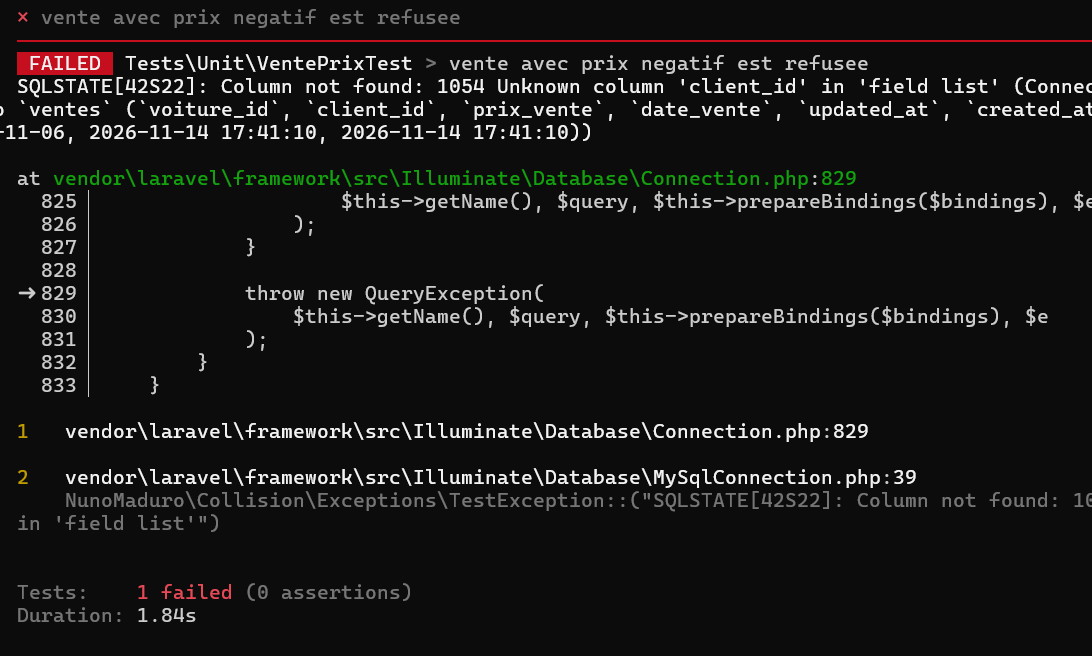 × vente avec prix negatif est refusee
FAILED Tests\Unit\VentePrixTest > vente avec prix negatif est refusee
SQLSTATE[42S22]: Column not found: 1054 Unknown column 'client_id' in 'field list' (Connec
`ventes` (`voiture_id`, `client_id`, `prix_vente`, `date_vente`, `updated_at`, `created_at
-11-06, 2026-11-14 17:41:10, 2026-11-14 17:41:10))
at vendor\laravel\framework\src\Illuminate\Database\Connection.php:829
825 $this->getName(), $query, $this->prepareBindings($bindings), $e
826 );
827 }
828
➜ 829 throw new QueryException(
830 $this->getName(), $query, $this->prepareBindings($bindings), $e
831 );
832 }
833 }
1 vendor\laravel\framework\src\Illuminate\Database\Connection.php:829
2 vendor\laravel\framework\src\Illuminate\Database\MySqlConnection.php:39
NunoMaduro\Collision\Exceptions\TestException::("SQLSTATE[42S22]: Column not found: 10
in 'field list'")
Tests: 1 failed (0 assertions)
Duration: 1.84s